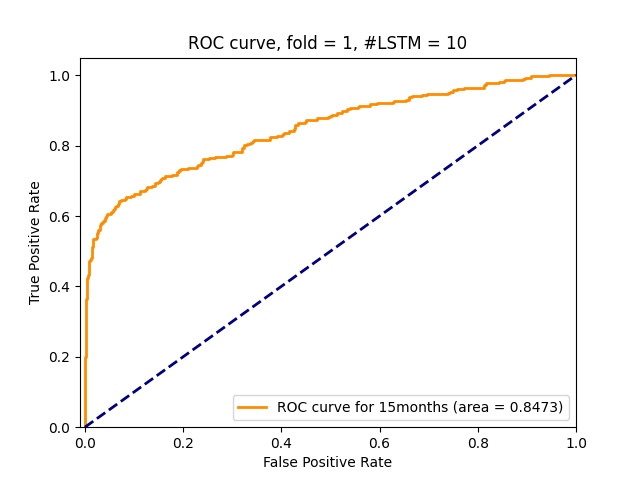 ROC curve, fold = 1, #LSTM = 10
True Positive Rate
1.0
0.8
0.6
0.4
0.2
0.0
ROC curve for 15months (area = 0.8473)
0.0 0.2 0.4 0.6 0.8 1.0
False Positive Rate